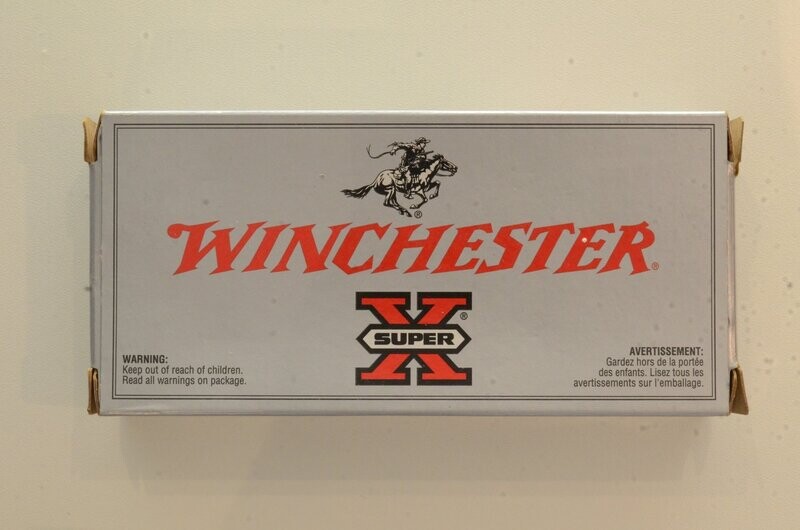 ®
WINCHESTER®
X®
SUPER
WARNING:
Keep out of reach of children.
Read all warnings on package.
AVERTISSEMENT:
Gardez hors de la portée
des enfants. Lisez tous les
avertissements sur l'emballage.